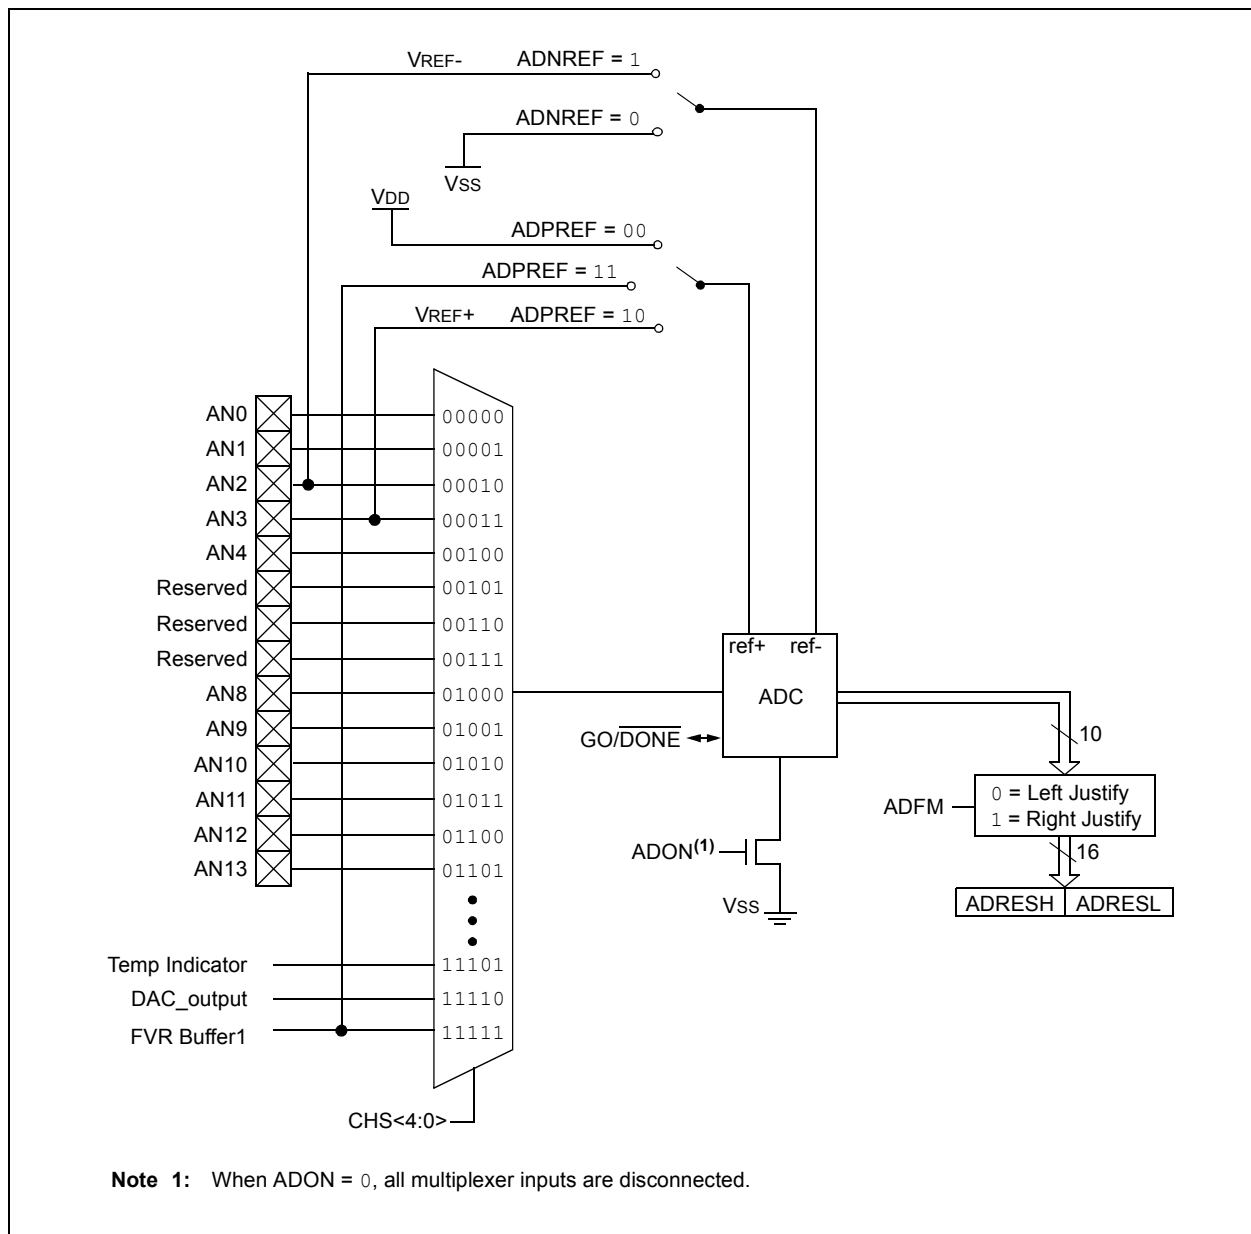 VREF- ADNREF = 1
ADNREF = 0
VSS
VDD
ADPREF = 00
ADPREF = 11
VREF+ ADPREF = 10
AN0 00000
AN1 00001
AN2 00010
AN3 00011
AN4 00100
Reserved 00101
Reserved 00110
Reserved 00111
AN8 01000
AN9 01001
AN10 01010
AN11 01011
AN12 01100
AN13 01101
Temp Indicator 11101
DAC_output 11110
FVR Buffer1 11111
CHS<4:0>
ref+ ref-
ADC
GO/DONE
10
ADFM
0 = Left Justify
1 = Right Justify
16
ADON(1)
VSS
ADRESH ADRESL
Note 1: When ADON = 0, all multiplexer inputs are disconnected.